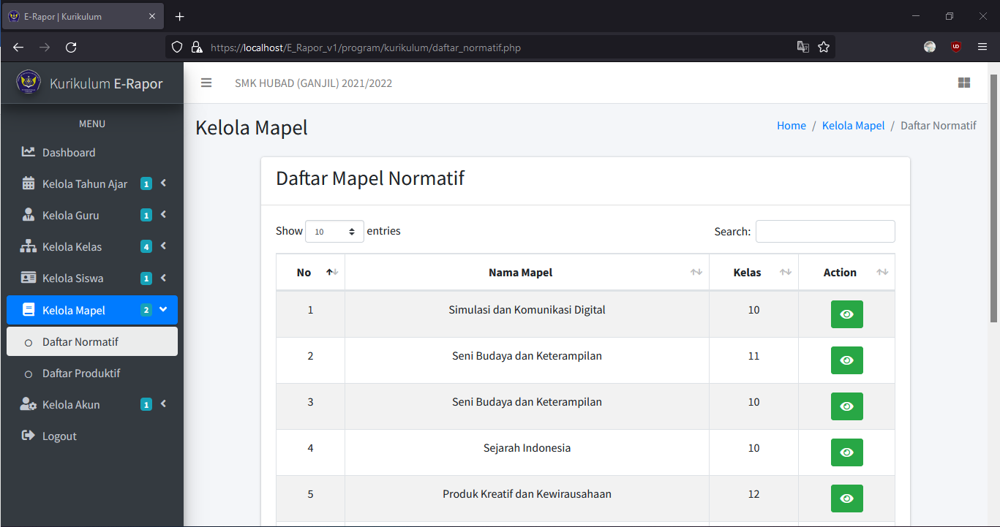 E-Rapor | Kurikulum
https://localhost/E_Rapor_v1/program/kurikulum/daftar_normatif.php
Kurikulum E-Rapor
SMK HUBAD (GANJIL) 2021/2022
MENU
Dashboard
Kelola Tahun Ajar 1
Kelola Guru 1
Kelola Kelas 4
Kelola Siswa 1
Kelola Mapel 2
Daftar Normatif
Daftar Produktif
Kelola Akun 1
Logout
Kelola Mapel
Home / Kelola Mapel / Daftar Normatif
Daftar Mapel Normatif
Show 10 entries
Search:
No Nama Mapel Kelas Action
1 Simulasi dan Komunikasi Digital 10
2 Seni Budaya dan Keterampilan 11
3 Seni Budaya dan Keterampilan 10
4 Sejarah Indonesia 10
5 Produk Kreatif dan Kewirausahaan 12